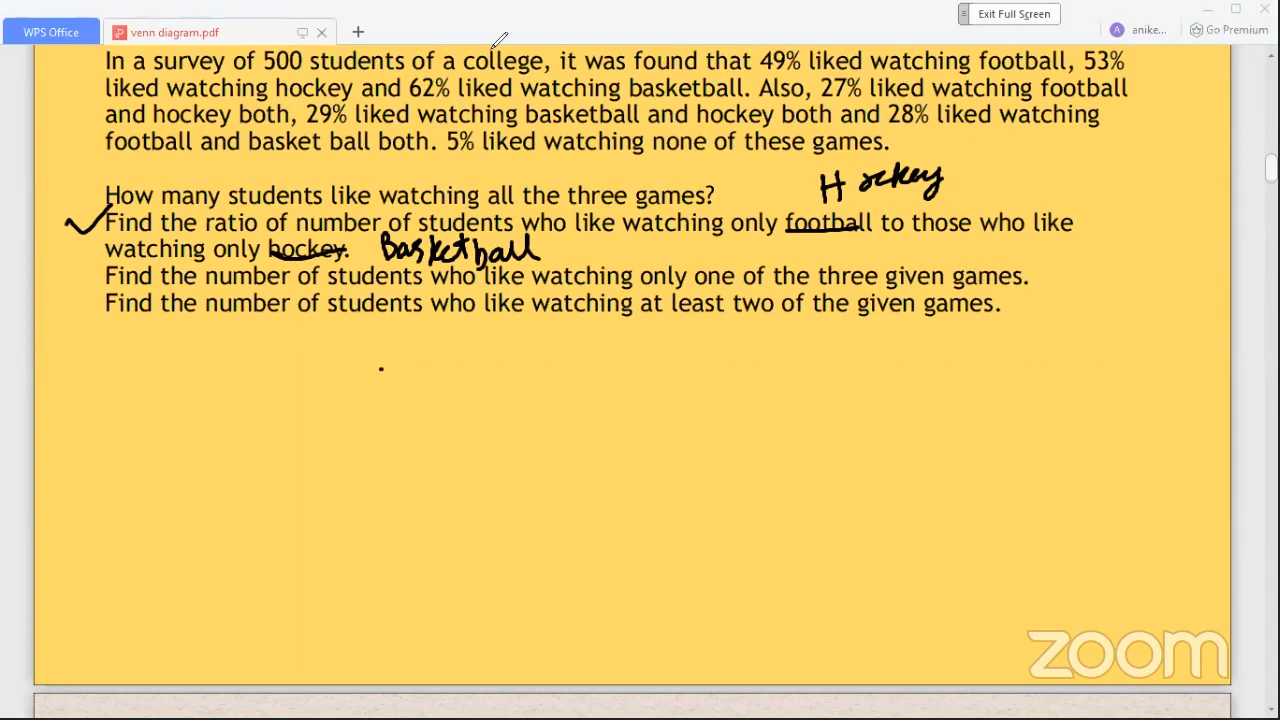 Exit Full Screen
WPS Office
venn diagram.pdf
anike...
Go Premium
In a survey of 500 students of a college, it was found that 49% liked watching football, 53%
liked watching hockey and 62% liked watching basketball. Also, 27% liked watching football
and hockey both, 29% liked watching basketball and hockey both and 28% liked watching
football and basket ball both. 5% liked watching none of these games.
How many students like watching all the three games?
Hockey
Find the ratio of number of students who like watching only football to those who like
watching only hockey. Basketball
Find the number of students who like watching only one of the three given games.
Find the number of students who like watching at least two of the given games.
zoom